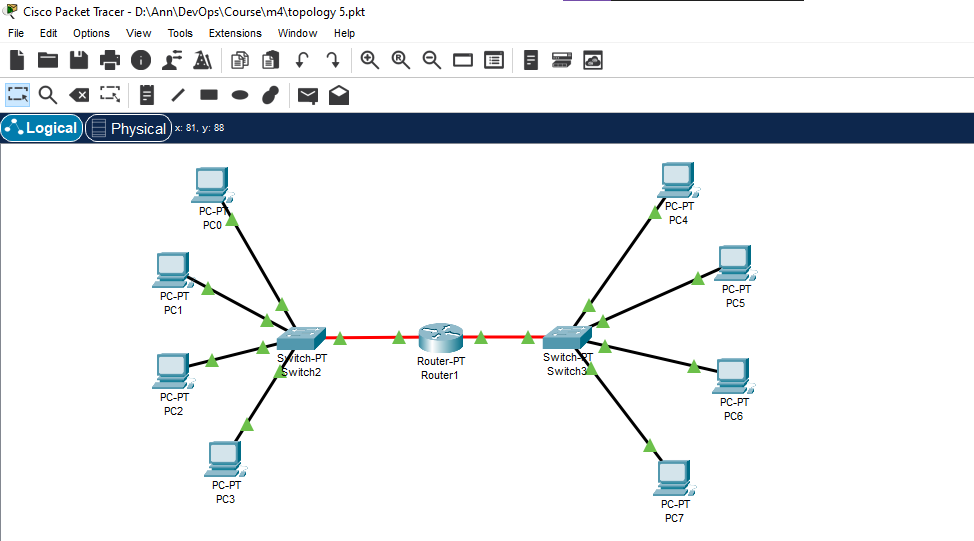 Cisco Packet Tracer - D:\Ann\DevOps\Course\m4\topology 5.pkt
File Edit Options View Tools Extensions Window Help
Logical Physical x: 81, y: 88
PC-PT
PC0
PC-PT
PC1
PC-PT
PC2
PC-PT
PC3
Switch-PT
Switch2
Router-PT
Router1
Switch-PT
Switch3
PC-PT
PC4
PC-PT
PC5
PC-PT
PC6
PC-PT
PC7